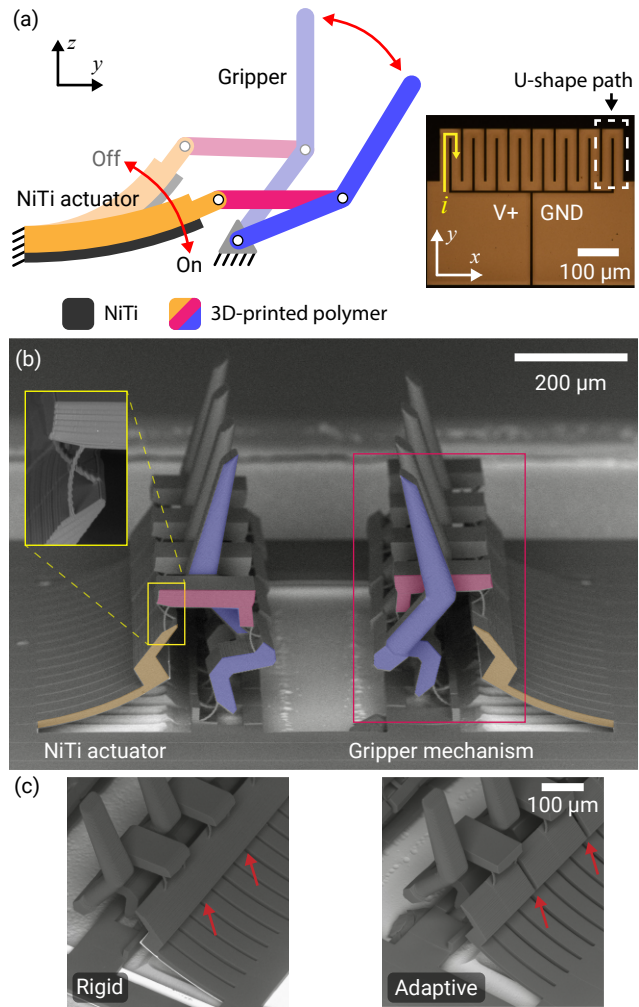 (a)
z
y
Gripper
Off
NiTi actuator
On
U-shape path
i
V+ GND
y
x
100 μm
NiTi
3D-printed polymer
(b)
200 μm
NiTi actuator
Gripper mechanism
(c)
100 μm
Rigid
Adaptive